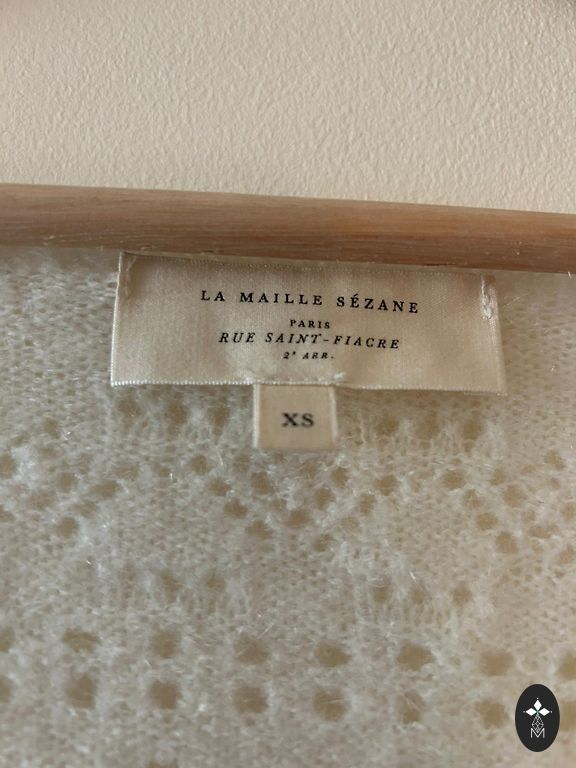 LA MAILLE SÉZANE
PARIS
RUE SAINT-FIACRE
2ᵉ ARR.
XS
M